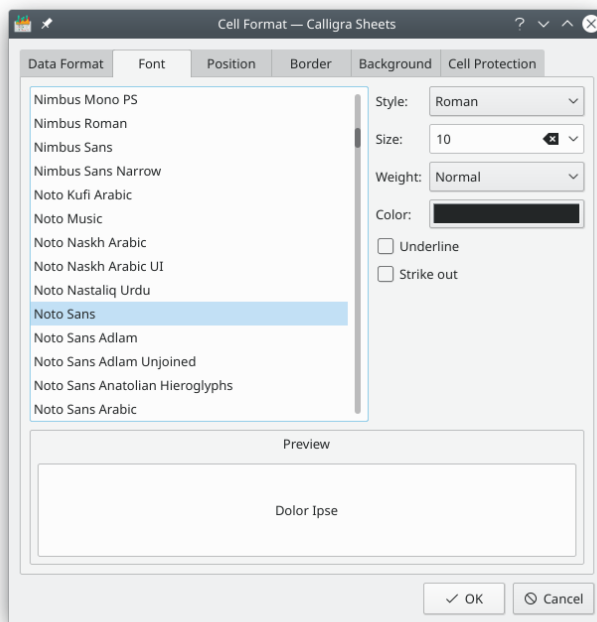 Cell Format — Calligra Sheets
Data Format Font Position Border Background Cell Protection
Nimbus Mono PS
Nimbus Roman
Nimbus Sans
Nimbus Sans Narrow
Noto Kufi Arabic
Noto Music
Noto Naskh Arabic
Noto Naskh Arabic UI
Noto Nastaliq Urdu
Noto Sans
Noto Sans Adlam
Noto Sans Adlam Unjoined
Noto Sans Anatolian Hieroglyphs
Noto Sans Arabic
Style: Roman
Size: 10
Weight: Normal
Color:
Underline
Strike out
Preview
Dolor Ipse
OK Cancel